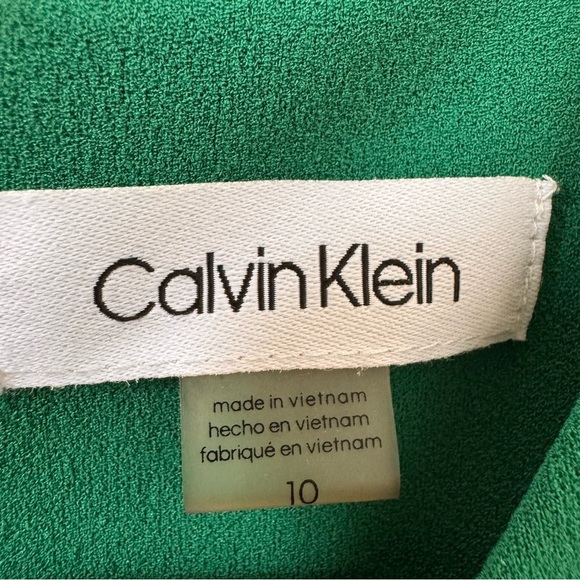 Calvin Klein
made in vietnam
hecho en vietnam
fabriqué en vietnam
10